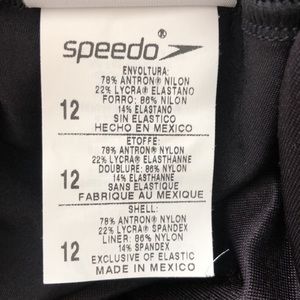 speedo®
ENVOLTURA:
78% ANTRON® NILON
22% LYCRA® ELASTANO
FORRO: 86% NILON
14% ELASTANO
SIN ELASTICO
HECHO EN MEXICO
12
ETOFFE:
78% ANTRON® NYLON
22% LYCRA® ELASTHANNE
DOUBLURE: 86% NYLON
14% ELASTHANNE
SANS ELASTIQUE
FABRIQUE AU MEXIQUE
12
SHELL:
78% ANTRON® NYLON
22% LYCRA® SPANDEX
LINER: 86% NYLON
14% SPANDEX
EXCLUSIVE OF ELASTIC
MADE IN MEXICO
12